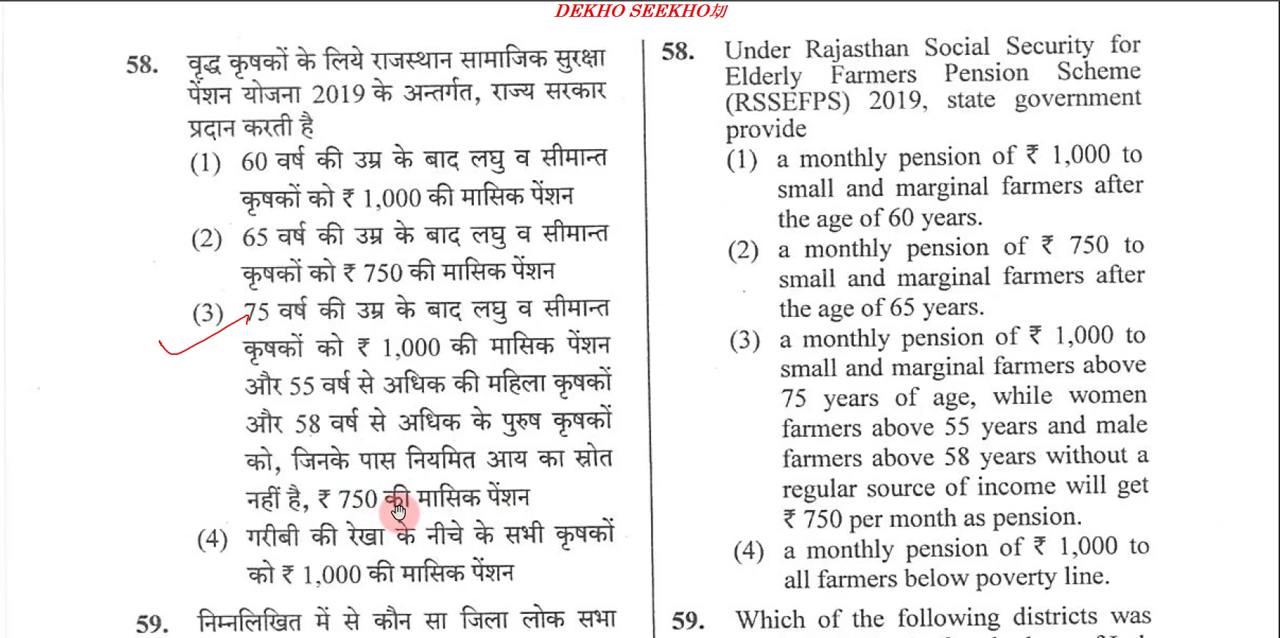 DEKHO SEEKHO划
58. वृद्ध कृषकों के लिये राजस्थान सामाजिक सुरक्षा
पेंशन योजना 2019 के अन्तर्गत, राज्य सरकार
प्रदान करती है
(1) 60 वर्ष की उम्र के बाद लघु व सीमान्त
कृषकों को ₹ 1,000 की मासिक पेंशन
(2) 65 वर्ष की उम्र के बाद लघु व सीमान्त
कृषकों को ₹ 750 की मासिक पेंशन
(3) 75 वर्ष की उम्र के बाद लघु व सीमान्त
कृषकों को ₹ 1,000 की मासिक पेंशन
और 55 वर्ष से अधिक की महिला कृषकों
और 58 वर्ष से अधिक के पुरुष कृषकों
को, जिनके पास नियमित आय का स्रोत
नहीं है, ₹ 750 की मासिक पेंशन
(4) गरीबी की रेखा के नीचे के सभी कृषकों
को ₹ 1,000 की मासिक पेंशन
59. निम्नलिखित में से कौन सा जिला लोक सभा
58. Under Rajasthan Social Security for
Elderly Farmers Pension Scheme
(RSSEFPS) 2019, state government
provide
(1) a monthly pension of ₹ 1,000 to
small and marginal farmers after
the age of 60 years.
(2) a monthly pension of ₹ 750 to
small and marginal farmers after
the age of 65 years.
(3) a monthly pension of ₹ 1,000 to
small and marginal farmers above
75 years of age, while women
farmers above 55 years and male
farmers above 58 years without a
regular source of income will get
₹ 750 per month as pension.
(4) a monthly pension of ₹ 1,000 to
all farmers below poverty line.
59. Which of the following districts was